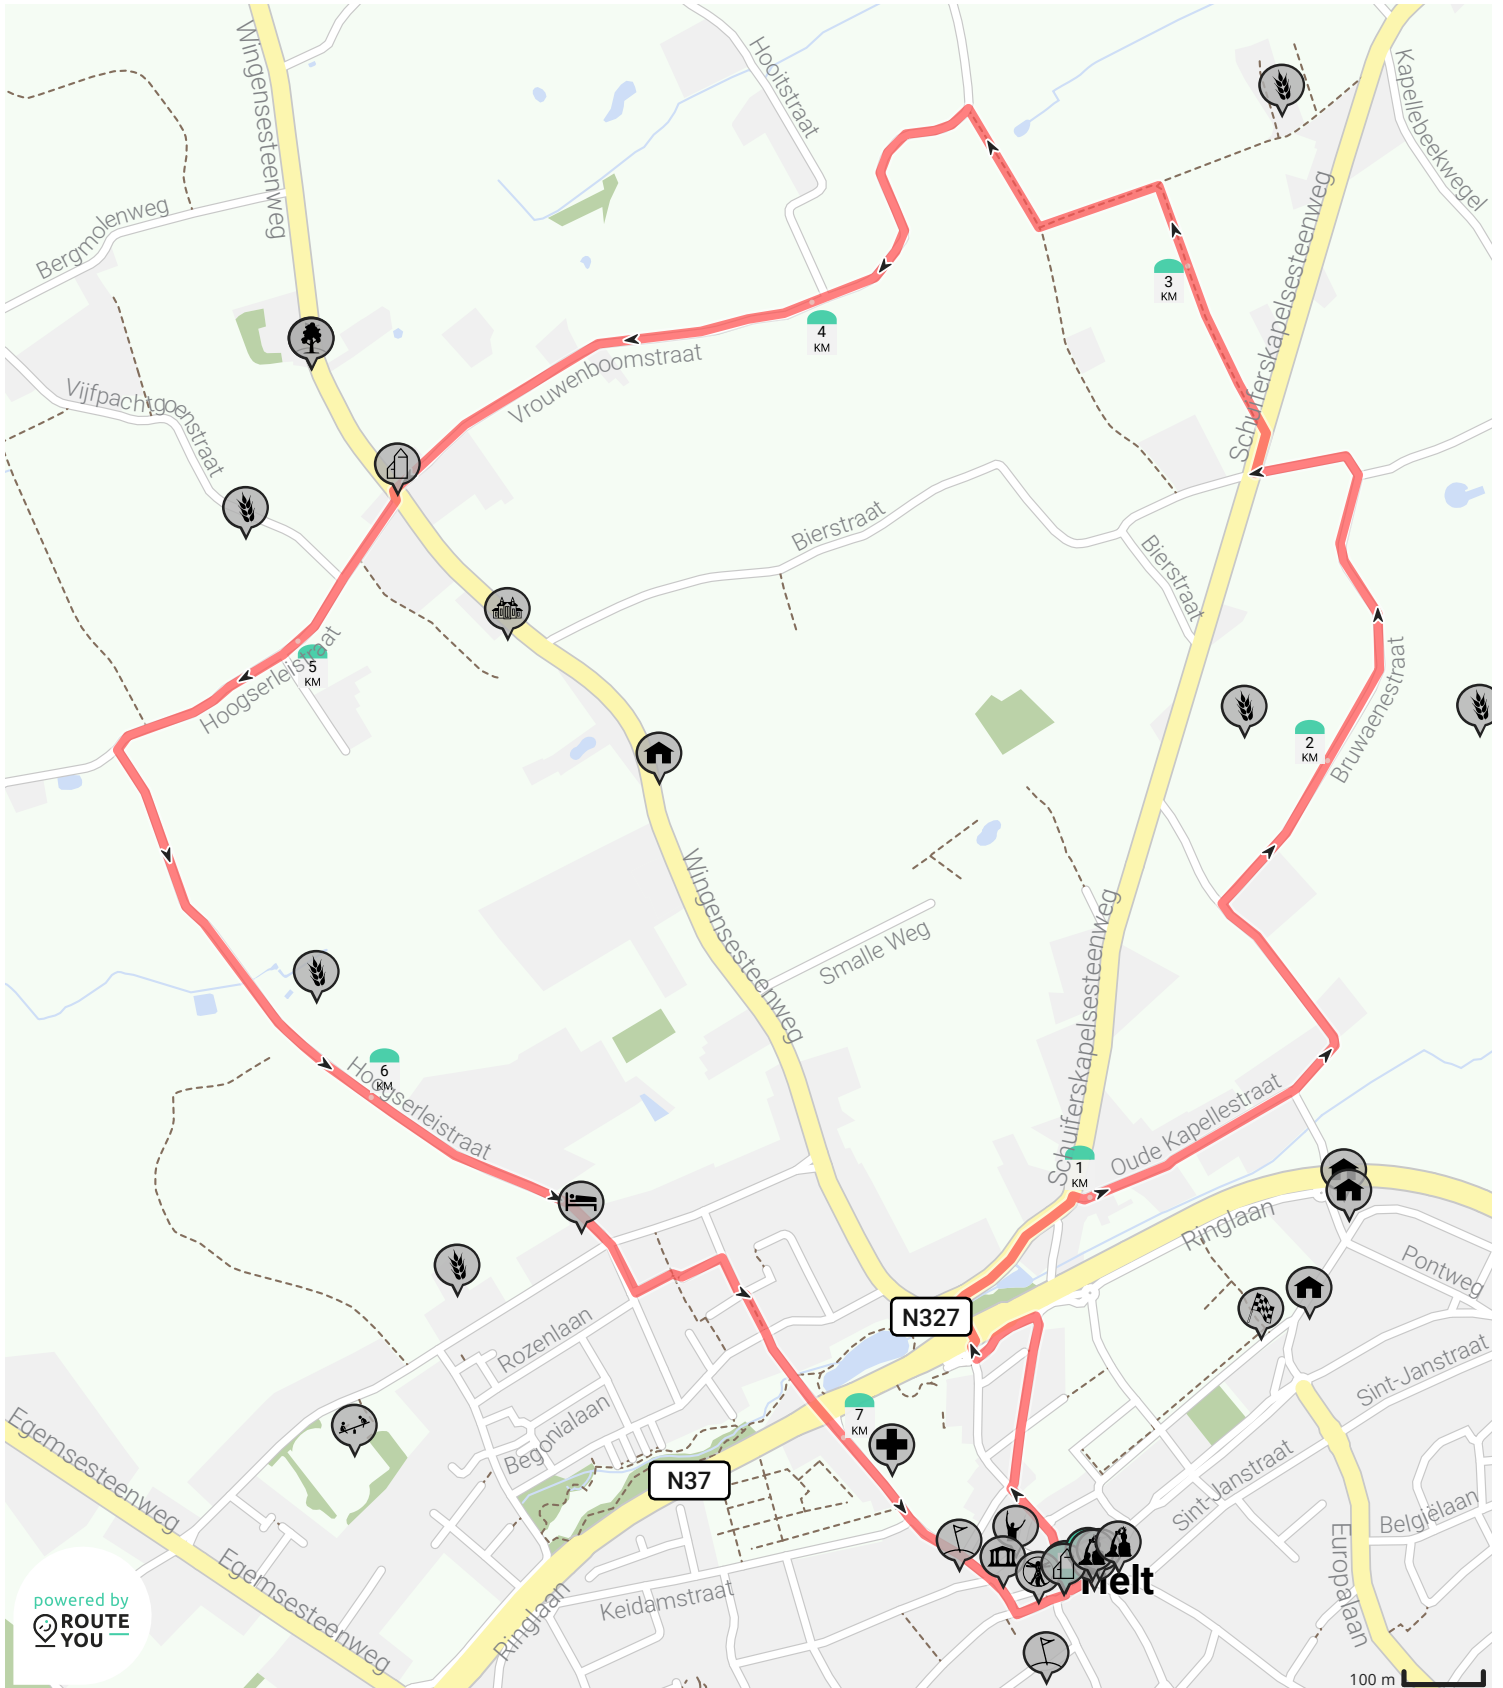 Wingensesteenweg
Hooitstraat
Kapellebeekwegel
Bergmolenweg
Schuiferskapelsesteenweg
3
KM
4
KM
Vrouwenboomstraat
Vijfpachtgoenstraat
Bierstraat
Bierstraat
5
KM
Hoogserleistraat
Bruwaenestraat
2
KM
Wingensesteenweg
Smalle Weg
Schuiferskapelsesteenweg
6
KM
Hoogserleistraat
Oude Kapellestraat
1
KM
Ringlaan
Pontweg
N327
Rozenlaan
Sint-Janstraat
Begonialaan
7
KM
N37
Sint-Janstraat
Egemsesteenweg
Belgiëlaan
Europalaan
Egemsesteenweg
Keidamstraat
Ringlaan
powered by
ROUTE
YOU
100 m